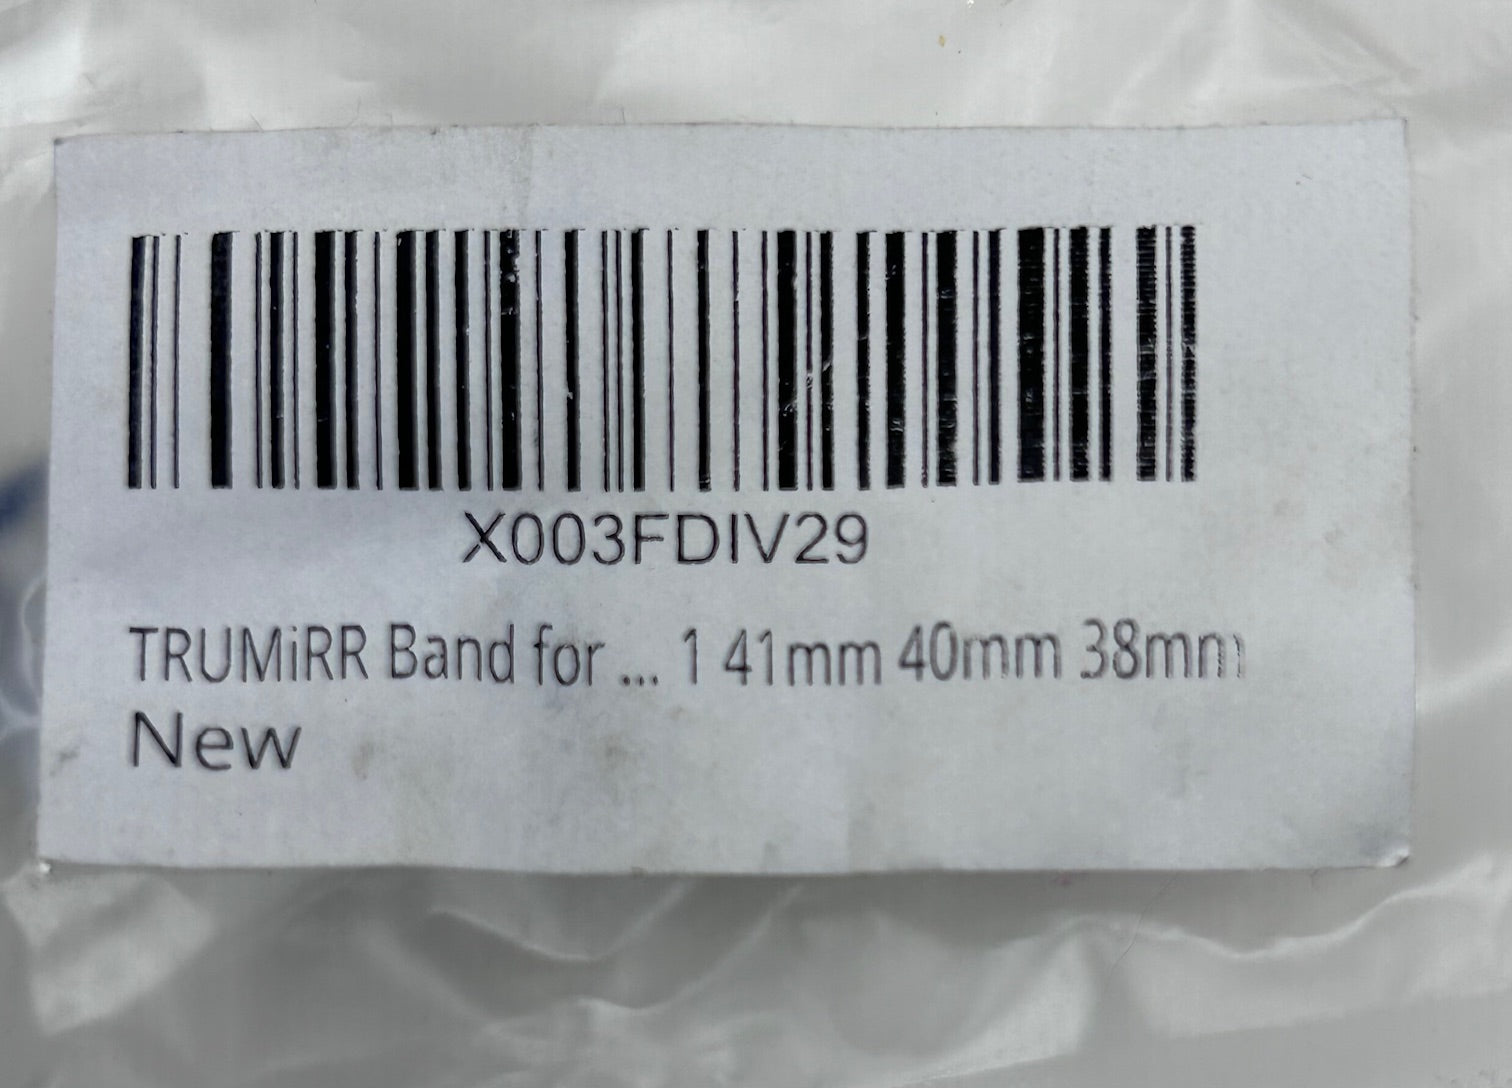 X003FDIV29
TRUMiRR Band for ... 1 41mm 40mm 38mm
New